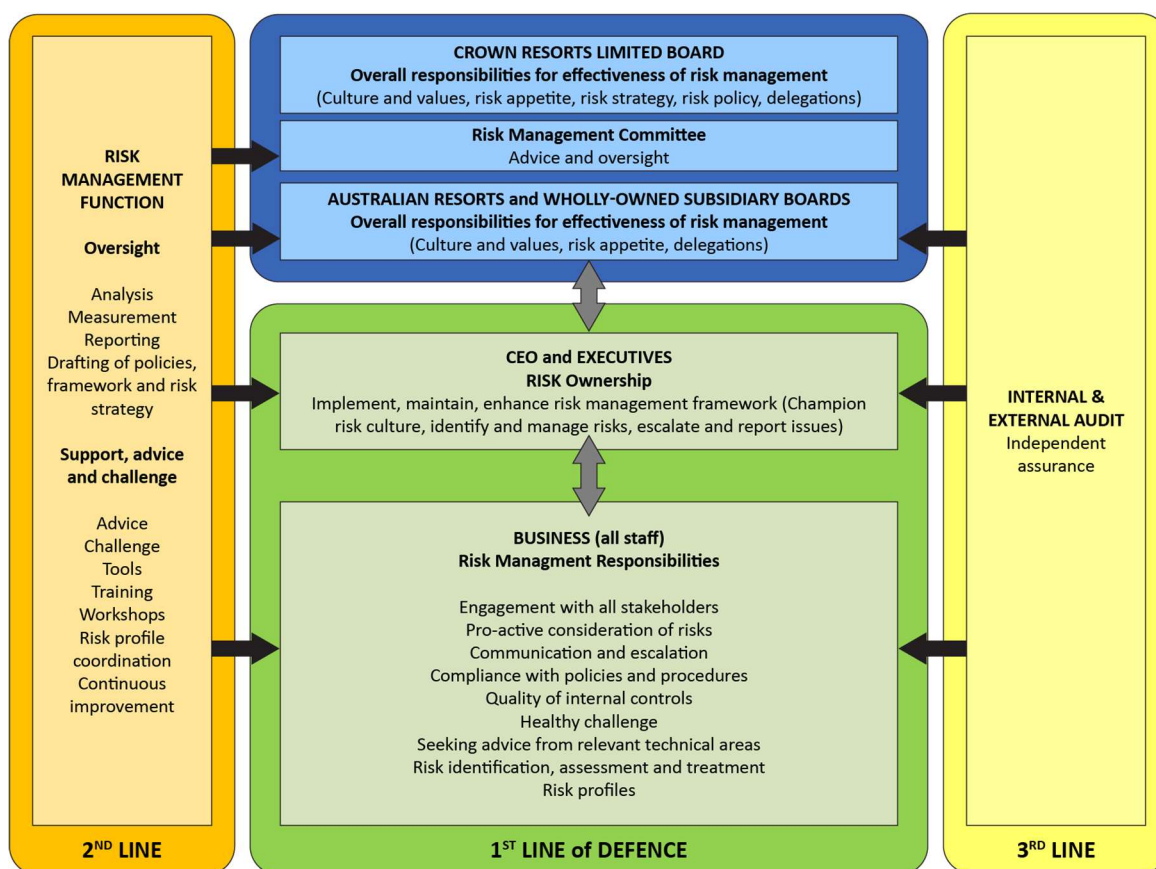 RISK
MANAGEMENT
FUNCTION
Oversight
Analysis
Measurement
Reporting
Drafting of policies,
framework and risk
strategy
Support, advice
and challenge
Advice
Challenge
Tools
Training
Workshops
Risk profile
coordination
Continuous
improvement
2ND LINE
CROWN RESORTS LIMITED BOARD
Overall responsibilities for effectiveness of risk management
(Culture and values, risk appetite, risk strategy, risk policy, delegations)
Risk Management Committee
Advice and oversight
AUSTRALIAN RESORTS and WHOLLY-OWNED SUBSIDIARY BOARDS
Overall responsibilities for effectiveness of risk management
(Culture and values, risk appetite, delegations)
CEO and EXECUTIVES
RISK Ownership
Implement, maintain, enhance risk management framework (Champion
risk culture, identify and manage risks, escalate and report issues)
BUSINESS (all staff)
Risk Managment Responsibilities
Engagement with all stakeholders
Pro-active consideration of risks
Communication and escalation
Compliance with policies and procedures
Quality of internal controls
Healthy challenge
Seeking advice from relevant technical areas
Risk identification, assessment and treatment
Risk profiles
1ST LINE of DEFENCE
INTERNAL &
EXTERNAL AUDIT
Independent
assurance
3RD LINE